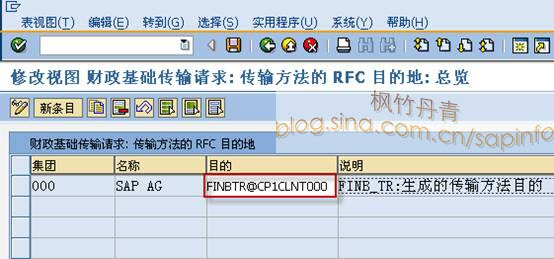 表视图(T) 编辑(E) 转到(G) 选择(S) 实用程序(U) 系统(Y) 帮助(H)
修改视图 财政基础传输请求: 传输方法的 RFC 目的地: 总览
新条目
枫竹丹青
blog.sina.com.cn/sapinfo
财政基础传输请求: 传输方法的 RFC 目的地
集团 名称 目的 说明
000 SAP AG FINBTR@CP1CLNT000 FINB_TR:生成的传输方法目的